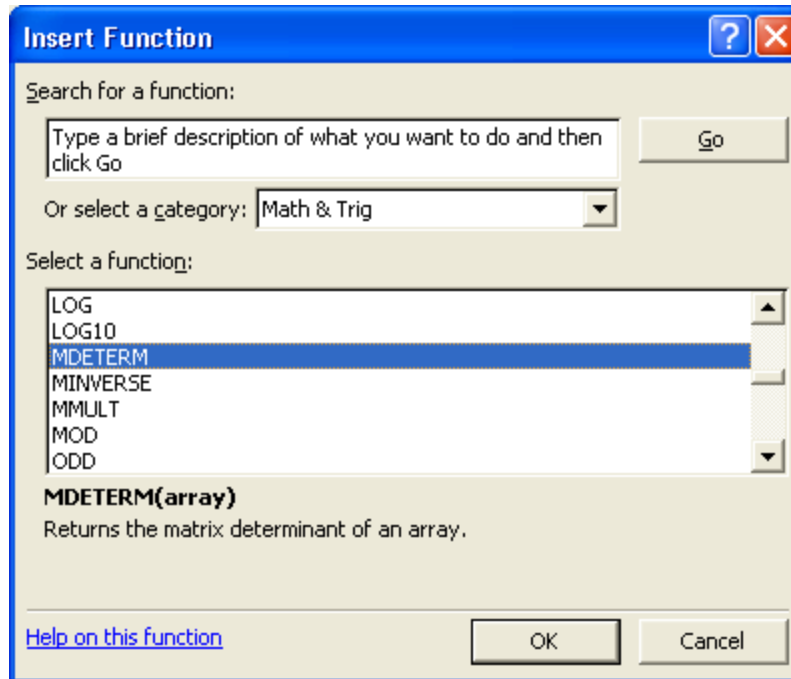 Insert Function
Search for a function:
Type a brief description of what you want to do and then
click Go
Go
Or select a category: Math & Trig
Select a function:
LOG
LOG10
MDETERM
MINVERSE
MMULT
MOD
ODD
MDETERM(array)
Returns the matrix determinant of an array.
Help on this function
OK
Cancel